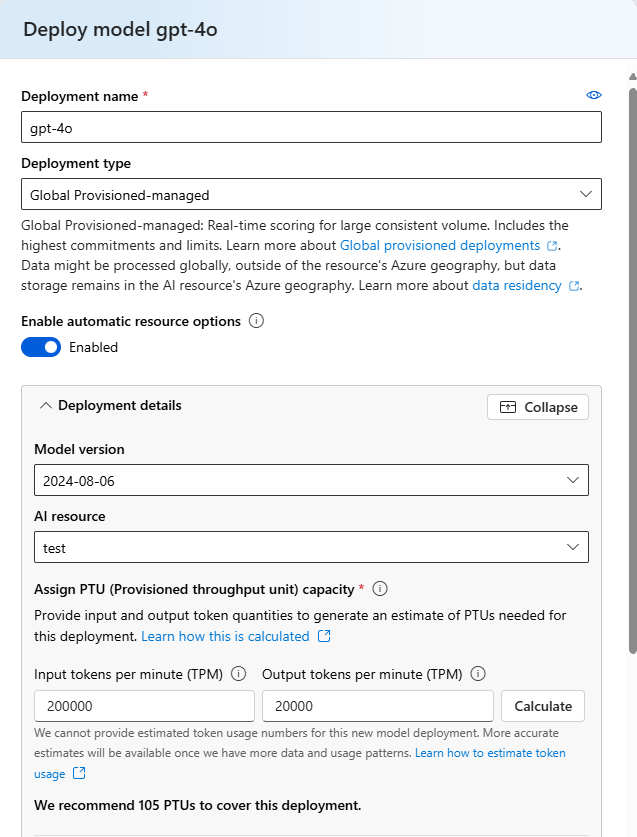 Deploy model gpt-4o
Deployment name *
gpt-4o
Deployment type
Global Provisioned-managed
Global Provisioned-managed: Real-time scoring for large consistent volume. Includes the
highest commitments and limits. Learn more about Global provisioned deployments.
Data might be processed globally, outside of the resource's Azure geography, but data
storage remains in the AI resource's Azure geography. Learn more about data residency.
Enable automatic resource options
Enabled
Deployment details
Collapse
Model version
2024-08-06
AI resource
test
Assign PTU (Provisioned throughput unit) capacity *
Provide input and output token quantities to generate an estimate of PTUs needed for
this deployment. Learn how this is calculated
Input tokens per minute (TPM) Output tokens per minute (TPM)
200000 20000 Calculate
We cannot provide estimated token usage numbers for this new model deployment. More accurate
estimates will be available once we have more data and usage patterns. Learn how to estimate token
usage
We recommend 105 PTUs to cover this deployment.